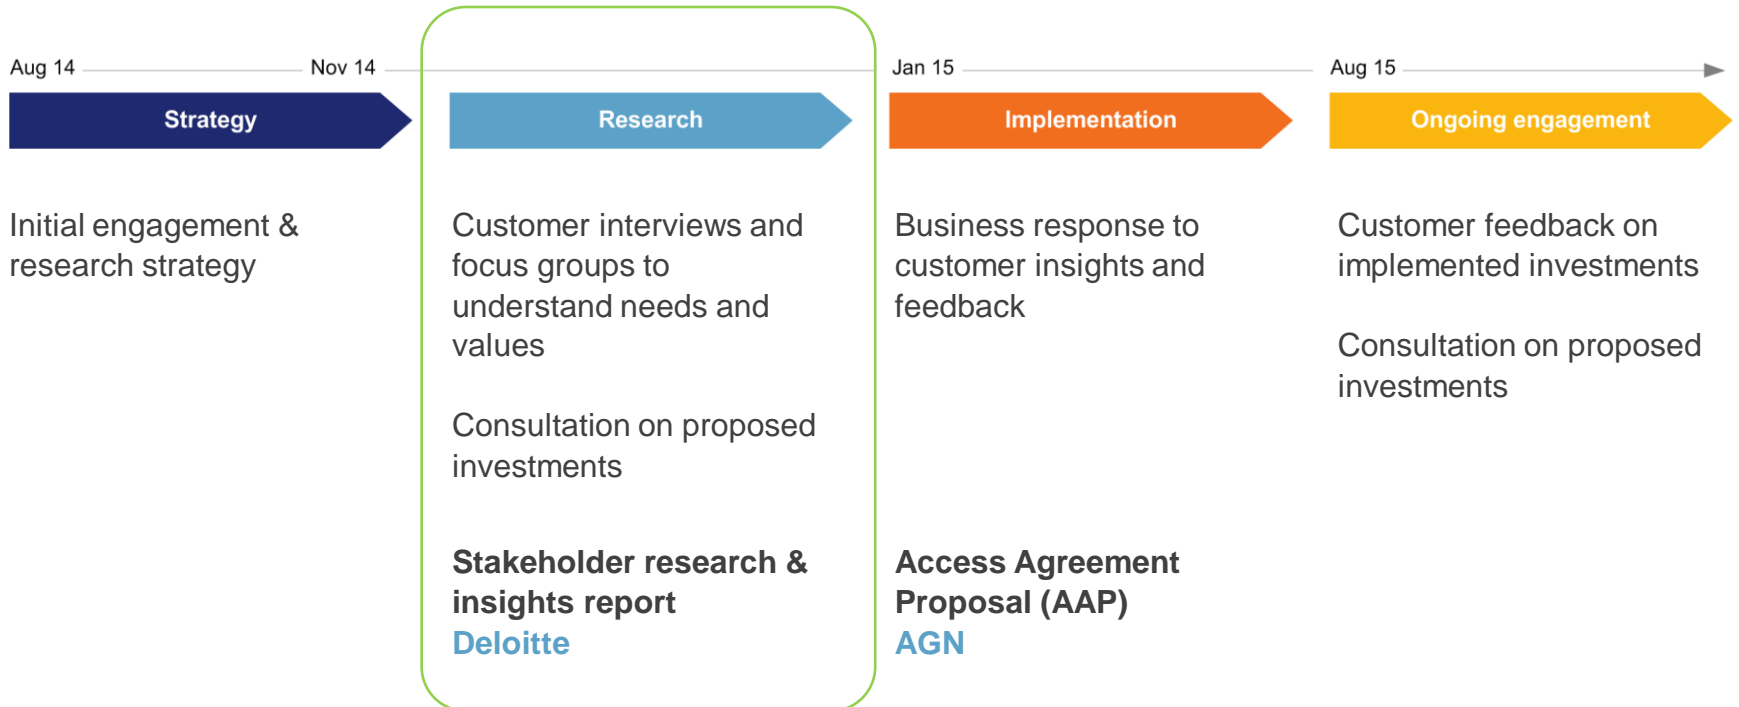 Aug 14
Nov 14
Jan 15
Aug 15
Strategy
Research
Implementation
Ongoing engagement
Initial engagement &
research strategy
Customer interviews and
focus groups to
understand needs and
values
Consultation on proposed
investments
Stakeholder research &
insights report
Deloitte
Business response to
customer insights and
feedback
Access Agreement
Proposal (AAP)
AGN
Customer feedback on
implemented investments
Consultation on proposed
investments